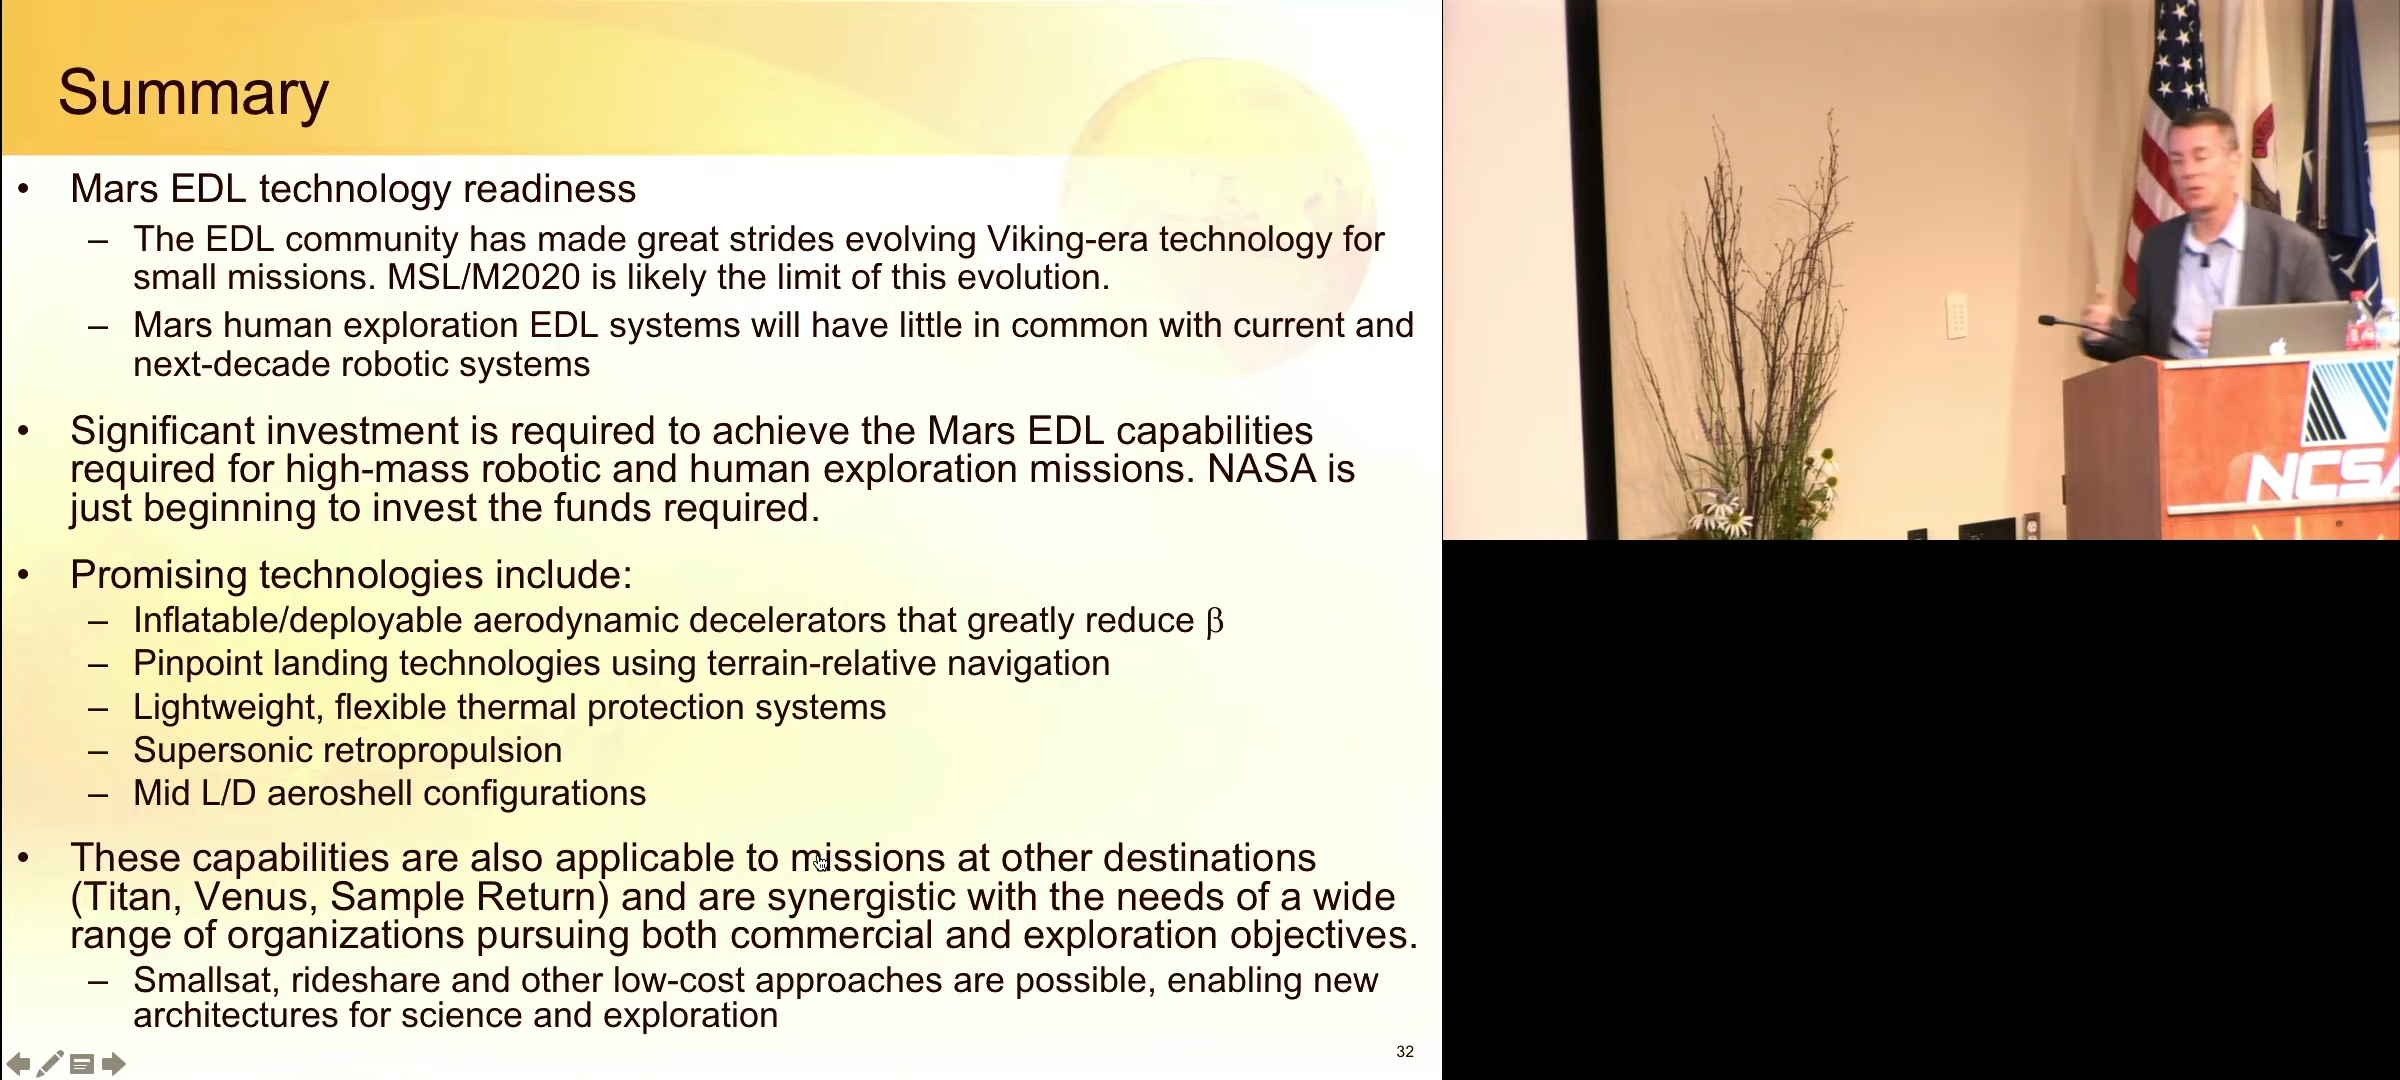 Summary
• Mars EDL technology readiness
– The EDL community has made great strides evolving Viking-era technology for
small missions. MSL/M2020 is likely the limit of this evolution.
– Mars human exploration EDL systems will have little in common with current and
next-decade robotic systems
• Significant investment is required to achieve the Mars EDL capabilities
required for high-mass robotic and human exploration missions. NASA is
just beginning to invest the funds required.
• Promising technologies include:
– Inflatable/deployable aerodynamic decelerators that greatly reduce β
– Pinpoint landing technologies using terrain-relative navigation
– Lightweight, flexible thermal protection systems
– Supersonic retropropulsion
– Mid L/D aeroshell configurations
• These capabilities are also applicable to missions at other destinations
(Titan, Venus, Sample Return) and are synergistic with the needs of a wide
range of organizations pursuing both commercial and exploration objectives.
– Smallsat, rideshare and other low-cost approaches are possible, enabling new
architectures for science and exploration
32
NCSA